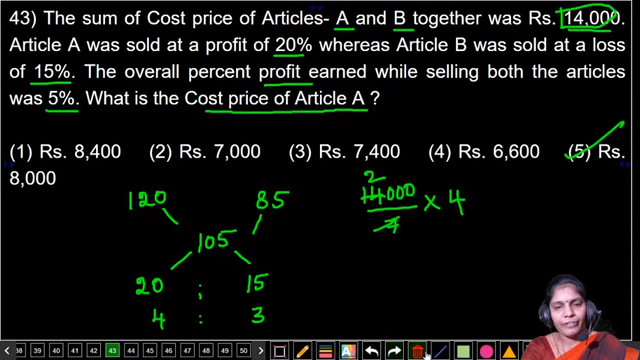 43) The sum of Cost price of Articles- A and B together was Rs. 14,000.
Article A was sold at a profit of 20% whereas Article B was sold at a loss
of 15%. The overall percent profit earned while selling both the articles
was 5%. What is the Cost price of Article A ?
(1) Rs. 8,400 (2) Rs. 7,000 (3) Rs. 7,400 (4) Rs. 6,600 (5) Rs.
8,000
120 85
105
20 : 15
4 : 3
2
14000 × 4
7
38 39 40 41 42 43 44 45 46 47 48 49 50